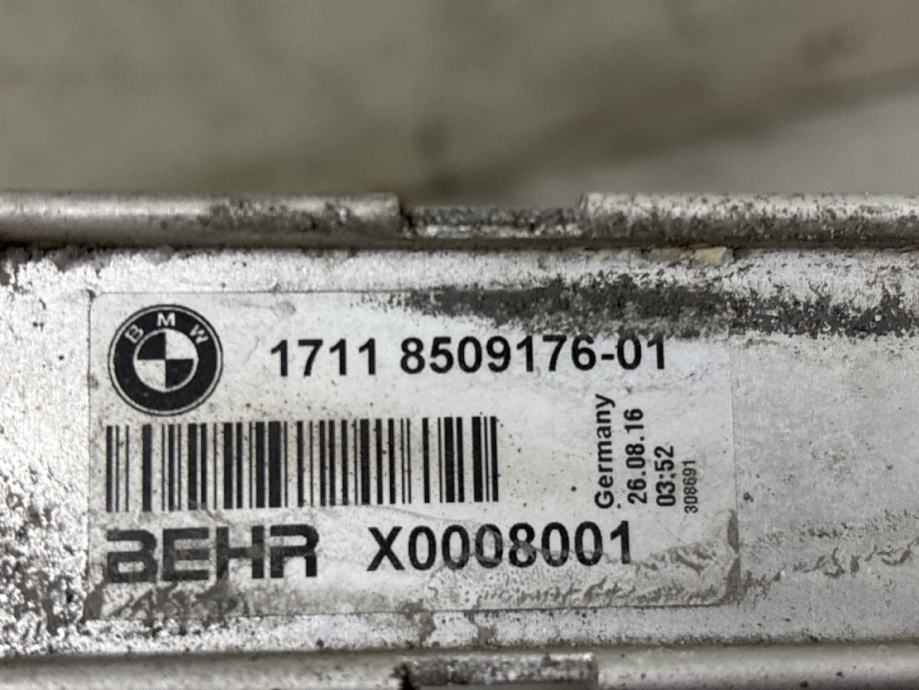 BMW
1711 8509176-01
Germany
26.08.16
03:52
308691
BEHR X0008001